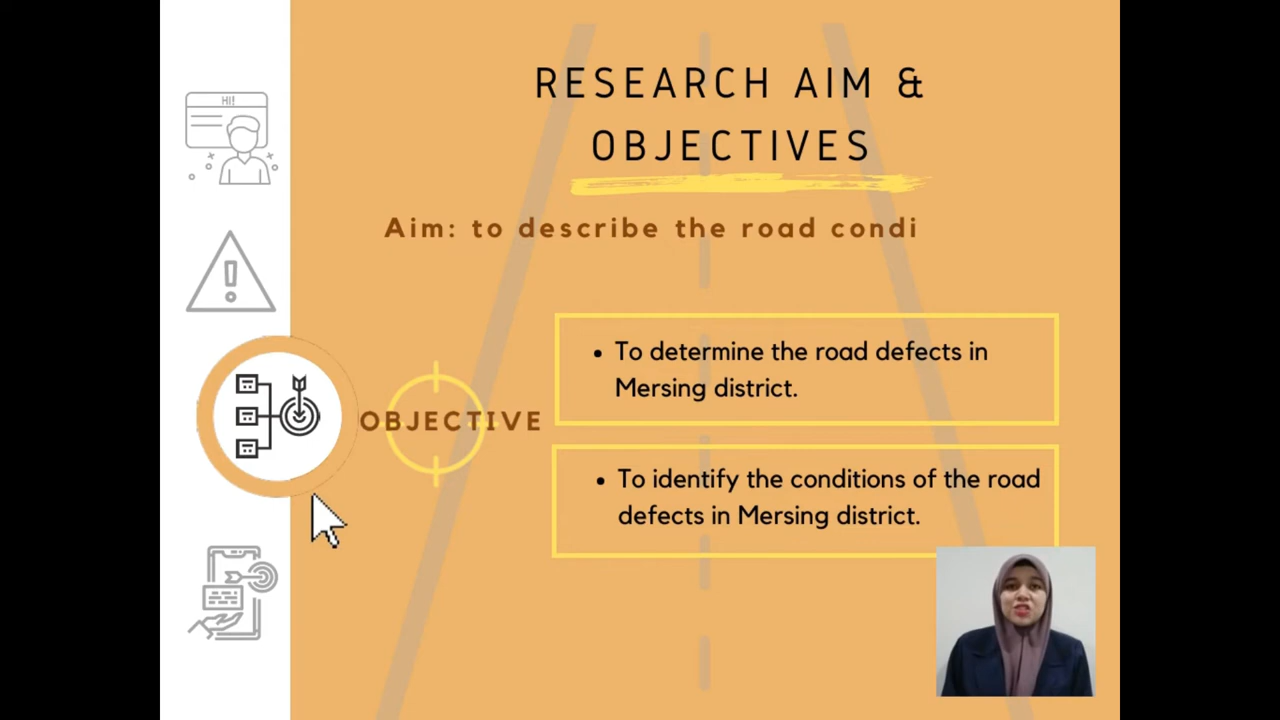 HI!
RESEARCH AIM &
OBJECTIVES
Aim: to describe the road condi
OBJECTIVE
• To determine the road defects in
Mersing district.
• To identify the conditions of the road
defects in Mersing district.